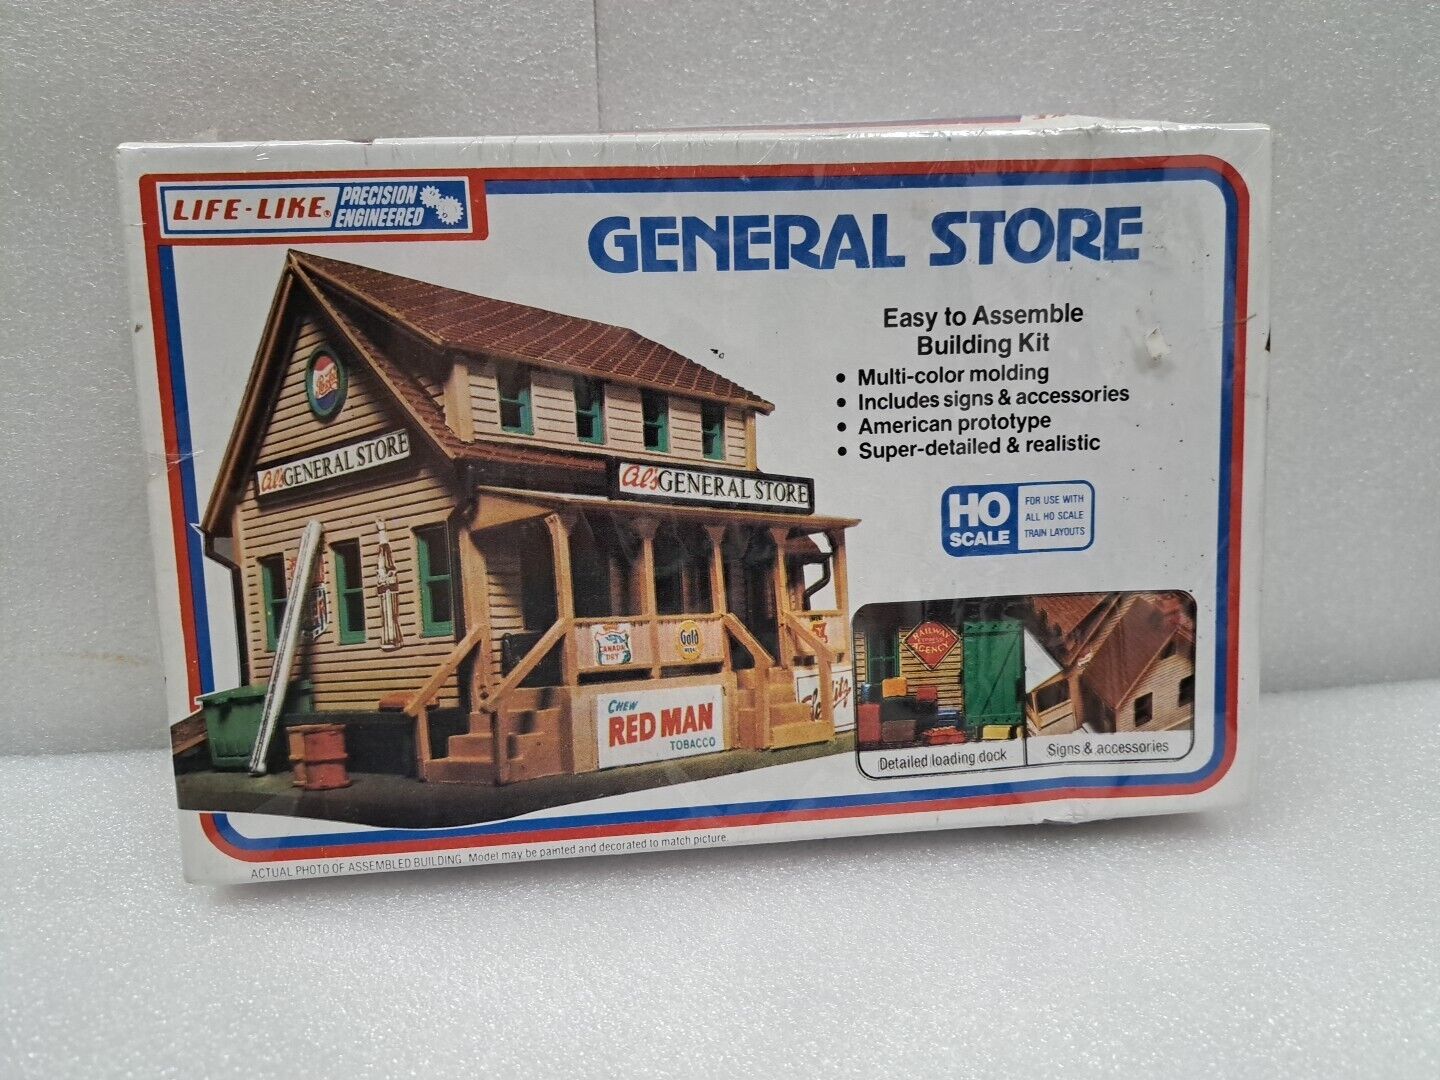 LIFE-LIKE® PRECISION ENGINEERED
GENERAL STORE
Easy to Assemble
Building Kit
• Multi-color molding
• Includes signs & accessories
• American prototype
• Super-detailed & realistic
HO SCALE
FOR USE WITH
ALL HO SCALE
TRAIN LAYOUTS
Al's GENERAL STORE
Al's GENERAL STORE
CANADA DRY
Gold
CHEW
RED MAN
TOBACCO
RAILWAY
EXPRESS
AGENCY
Detailed loading dock
Signs & accessories
ACTUAL PHOTO OF ASSEMBLED BUILDING. Model may be painted and decorated to match picture.